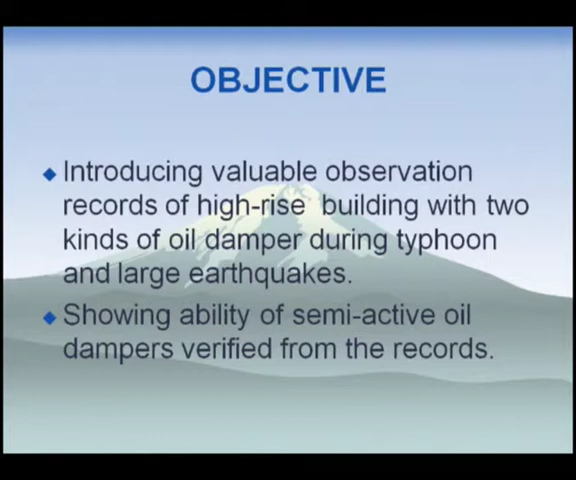 OBJECTIVE
Introducing valuable observation
records of high-rise building with two
kinds of oil damper during typhoon
and large earthquakes.
Showing ability of semi-active oil
dampers verified from the records.